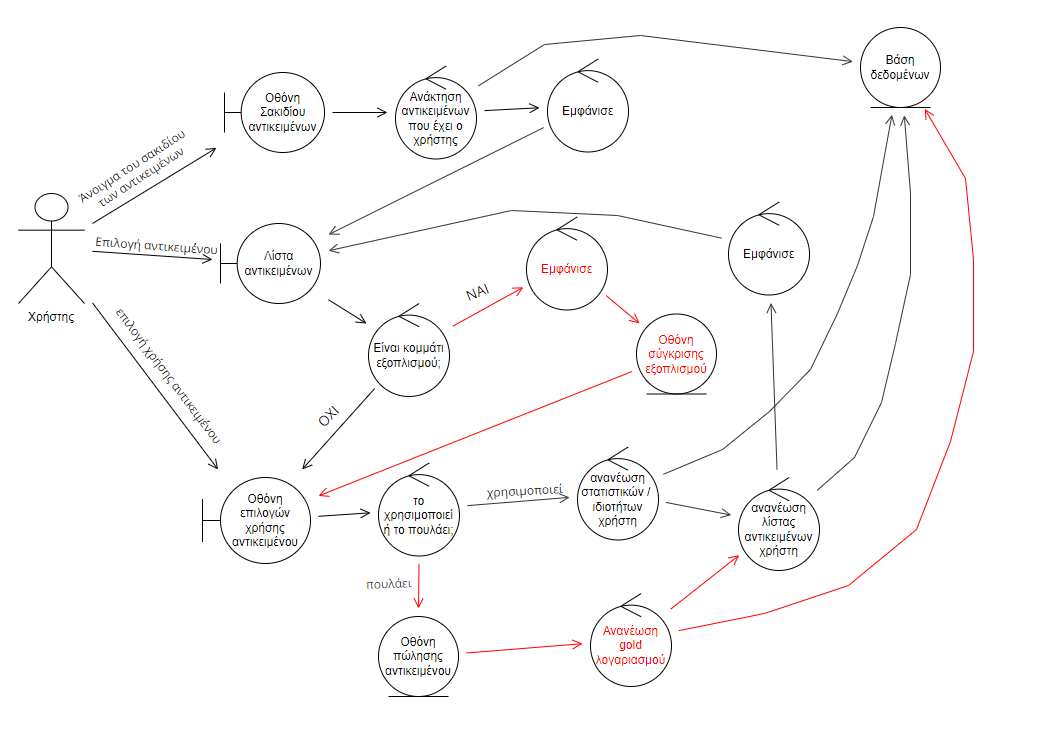 Βάση
δεδομένων
Οθόνη
Σακιδίου
αντικειμένων
Ανάκτηση
αντικειμένων
που έχει ο
χρήστης
Εμφάνισε
Άνοιγμα του σακιδίου
των αντικειμένων
Επιλογή αντικειμένου
Λίστα
αντικειμένων
Εμφάνισε
Εμφάνισε
Χρήστης
ΝΑΙ
Είναι κομμάτι
εξοπλισμού;
Οθόνη
σύγκρισης
εξοπλισμού
επιλογή χρήσης αντικειμένου
ΟΧΙ
Οθόνη
επιλογών
χρήσης
αντικειμένου
το
χρησιμοποιεί
ή το πουλάει;
χρησιμοποιεί
ανανέωση
στατιστικών /
ιδιοτήτων
χρήστη
ανανέωση
λίστας
αντικειμένων
χρήστη
πουλάει
Οθόνη
πώλησης
αντικειμένου
Ανανέωση
gold
λογαριασμού